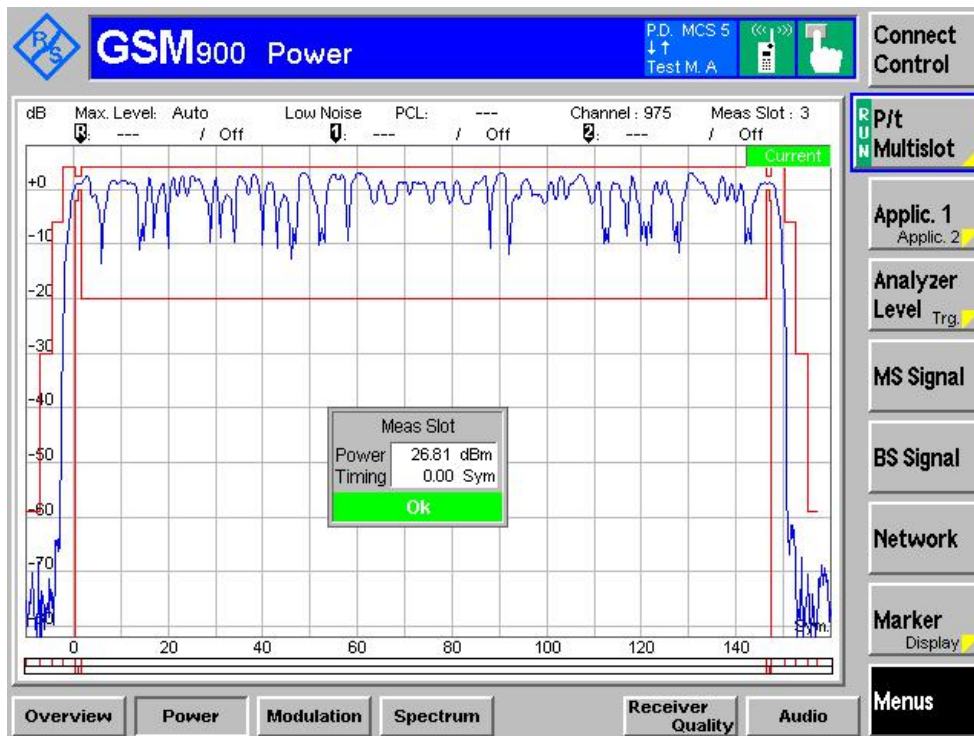 R S
GSM900 Power
P.D. MCS 5
Test M. A
Connect Control
dB Max. Level: Auto Low Noise PCL: --- Channel : 975 Meas Slot : 3
R: --- / Off 1: --- / Off 2: --- / Off
Current
RUN
P/t Multislot
Applic. 1
Applic. 2
Analyzer Level
Trg.
MS Signal
BS Signal
Network
Marker
Display
Menus
+0
-10
-20
-30
-40
-50
-60
-70
Meas Slot
Power 26.81 dBm
Timing 0.00 Sym
Ok
Sym.
0 20 40 60 80 100 120 140
Overview Power Modulation Spectrum Receiver Quality Audio